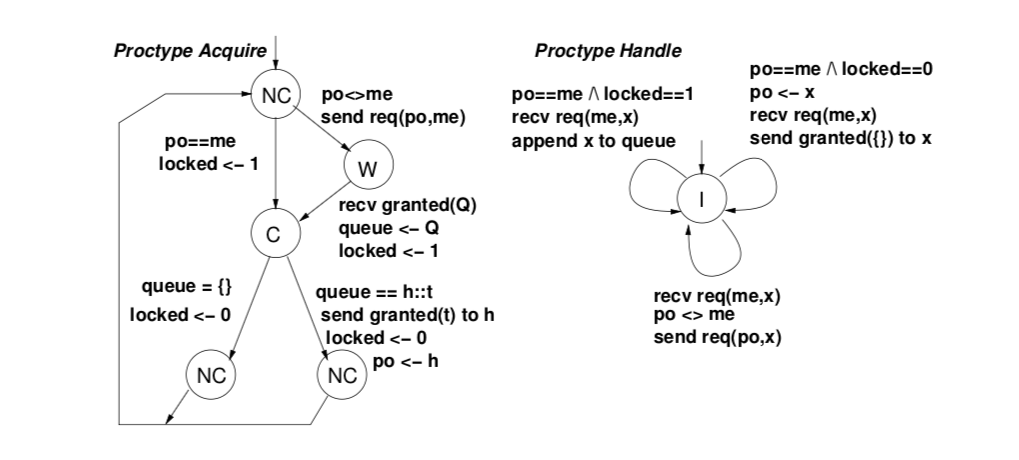 Proctype Acquire
NC
po<>me
send req(po,me)
po==me
locked <– 1
W
recv granted(Q)
queue <– Q
locked <– 1
C
queue = {}
locked <– 0
queue == h::t
send granted(t) to h
locked <– 0
po <– h
NC
NC
Proctype Handle
po==me /\ locked==1
recv req(me,x)
append x to queue
po==me /\ locked==0
po <– x
recv req(me,x)
send granted({}) to x
I
recv req(me,x)
po <> me
send req(po,x)